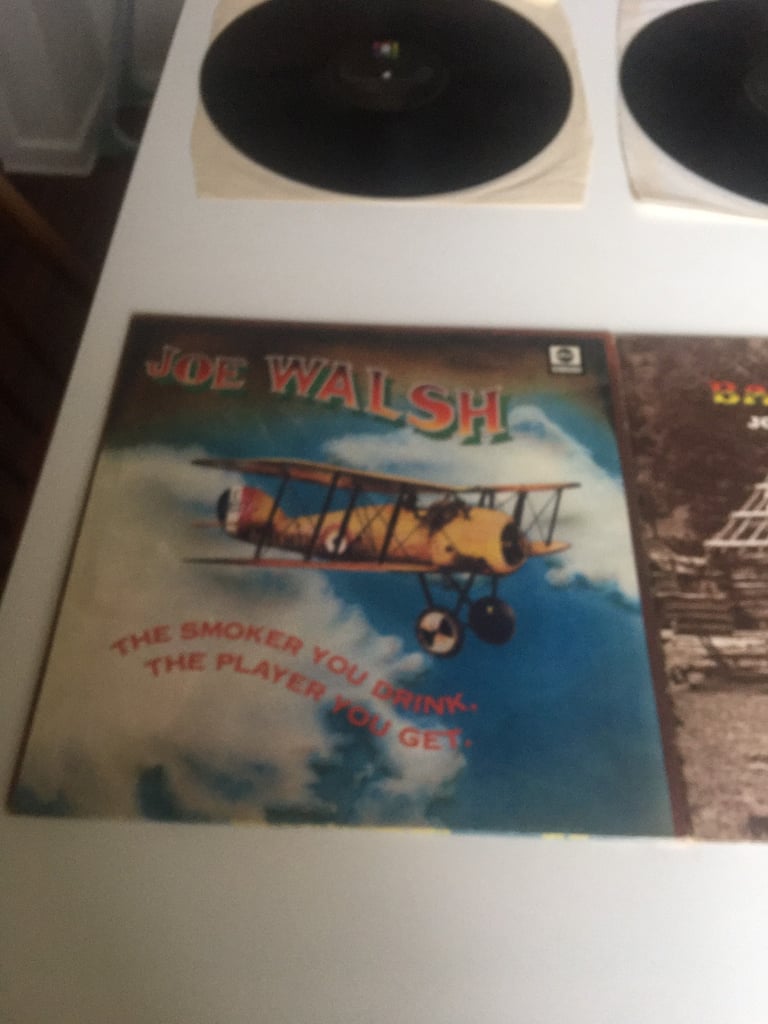 JOE WALSH
THE SMOKER YOU DRINK,
THE PLAYER YOU GET.